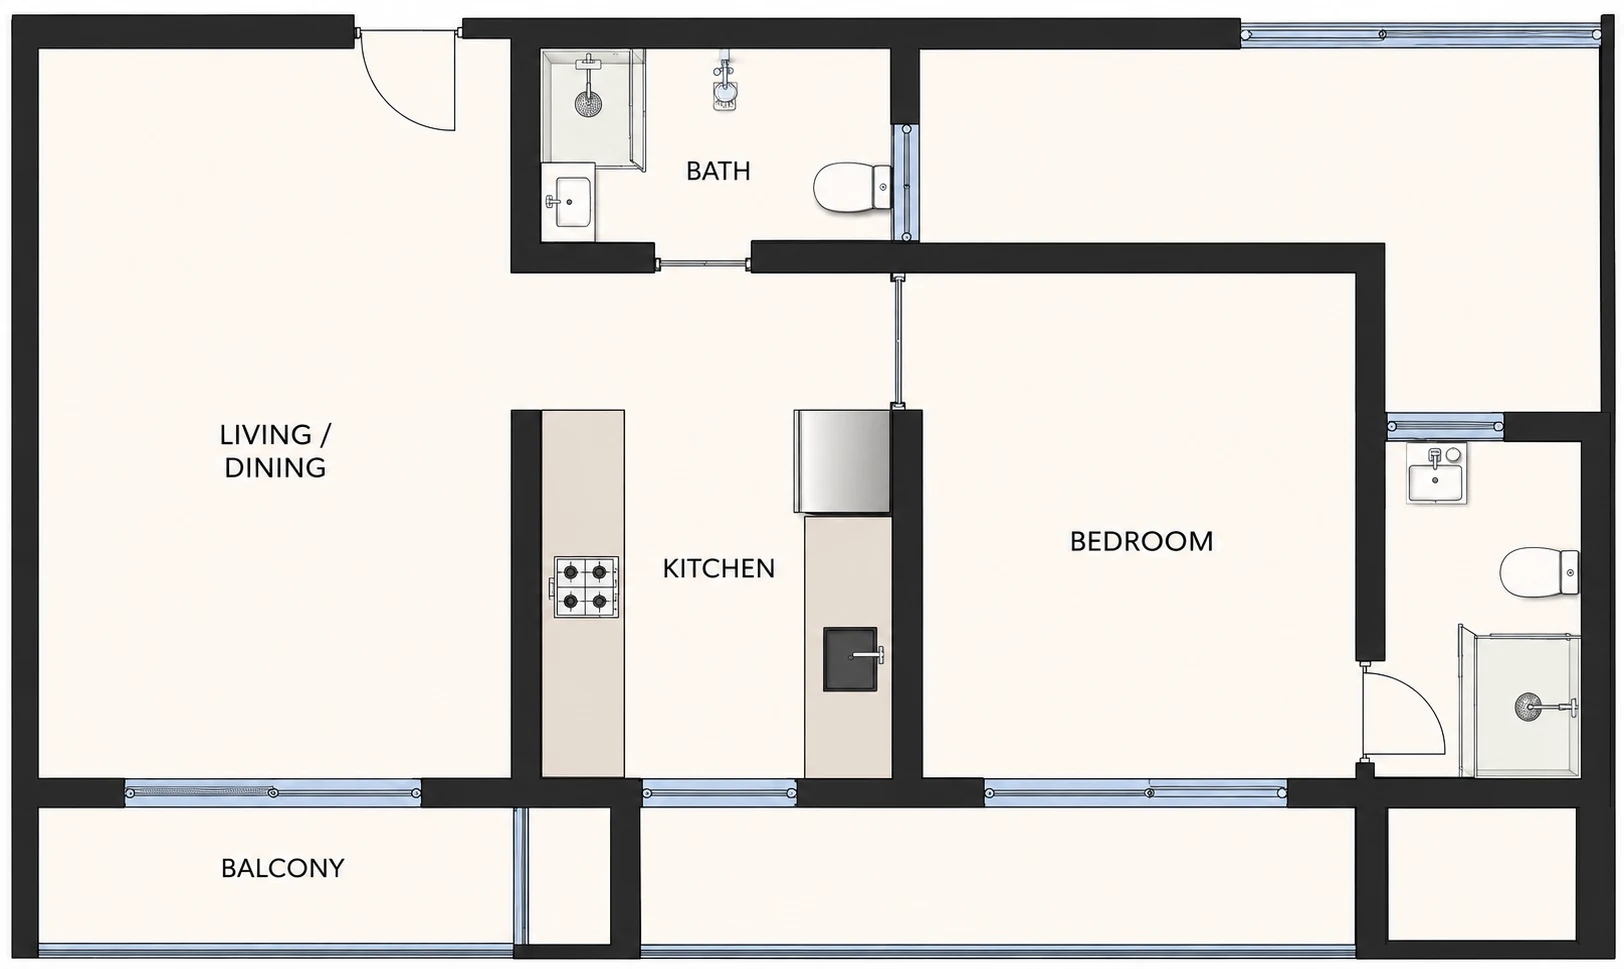 BATH
LIVING /
DINING
KITCHEN
BEDROOM
BALCONY